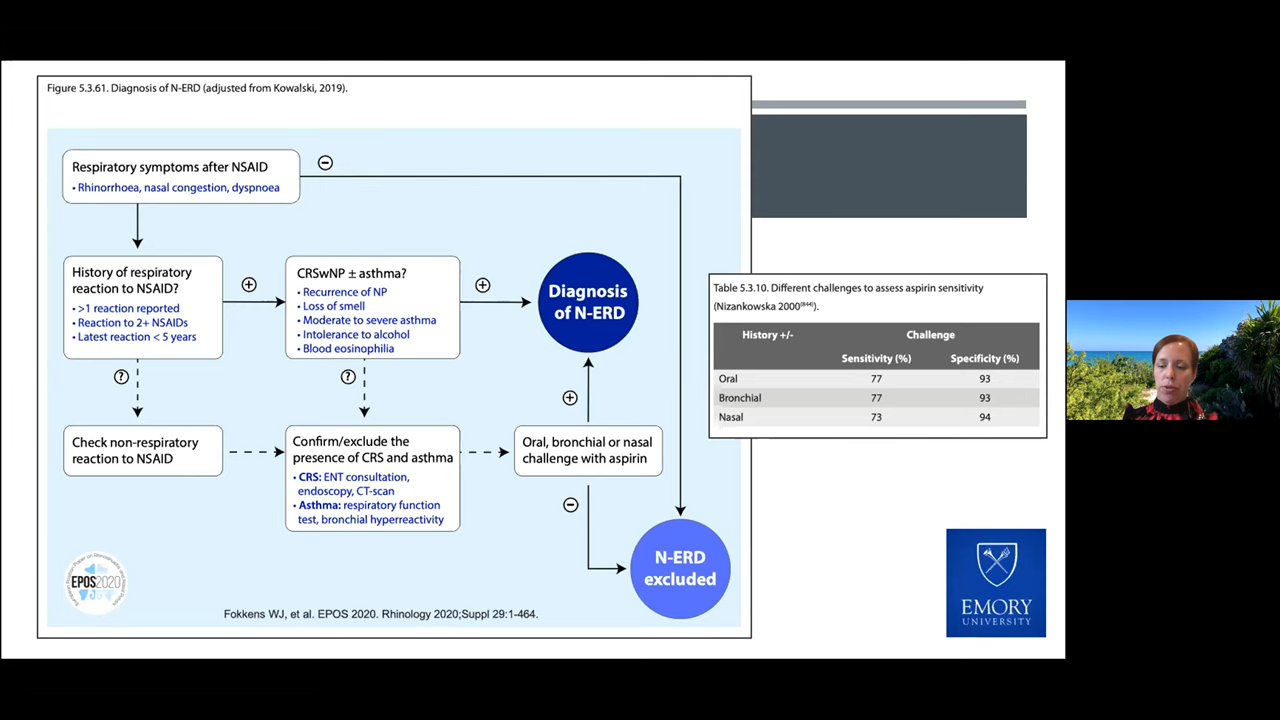 Figure 5.3.61. Diagnosis of N-ERD (adjusted from Kowalski, 2019).
Respiratory symptoms after NSAID
• Rhinorrhoea, nasal congestion, dyspnoea
−
History of respiratory
reaction to NSAID?
• >1 reaction reported
• Reaction to 2+ NSAIDs
• Latest reaction < 5 years
+
CRSwNP ± asthma?
• Recurrence of NP
• Loss of smell
• Moderate to severe asthma
• Intolerance to alcohol
• Blood eosinophilia
+
Diagnosis
of N-ERD
?
?
+
Check non-respiratory
reaction to NSAID
Confirm/exclude the
presence of CRS and asthma
• CRS: ENT consultation,
endoscopy, CT-scan
• Asthma: respiratory function
test, bronchial hyperreactivity
Oral, bronchial or nasal
challenge with aspirin
−
N-ERD
excluded
EPOS2020
Fokkens WJ, et al. EPOS 2020. Rhinology 2020;Suppl 29:1-464.
Table 5.3.10. Different challenges to assess aspirin sensitivity
(Nizankowska 2000(844)).
History +/- Challenge
Sensitivity (%) Specificity (%)
Oral 77 93
Bronchial 77 93
Nasal 73 94
EMORY
UNIVERSITY